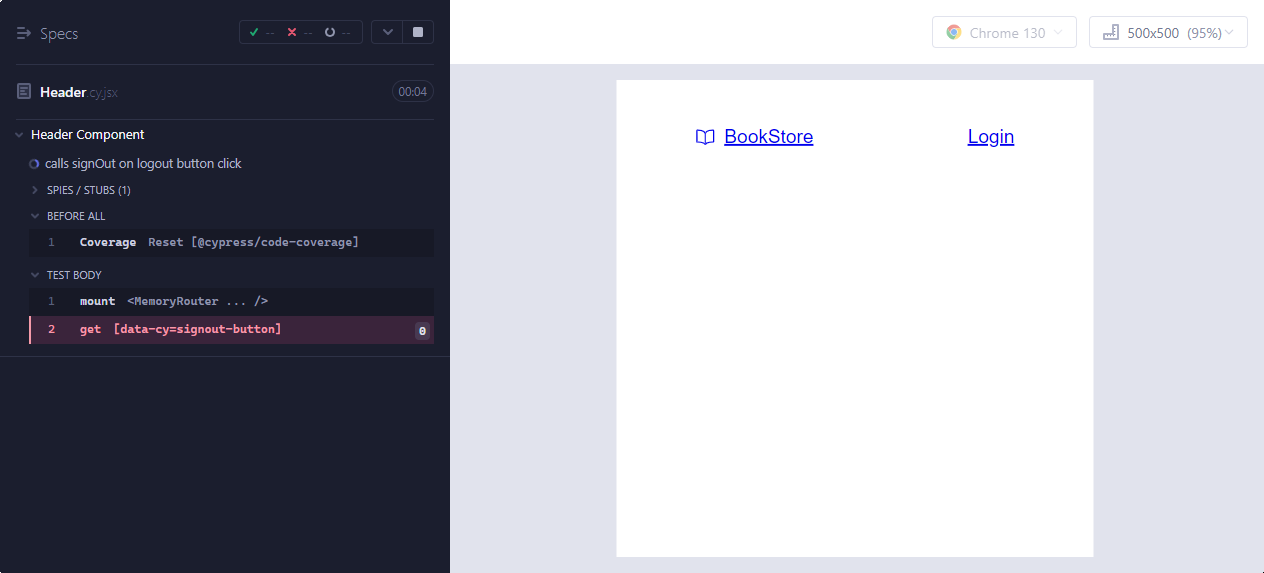 Specs
-- -- --
Header.cy.jsx 00:04
Header Component
calls signOut on logout button click
SPIES / STUBS (1)
BEFORE ALL
1 Coverage Reset [@cypress/code-coverage]
TEST BODY
1 mount <MemoryRouter ... />
2 get [data-cy=signout-button] 0
Chrome 130 500x500 (95%)
BookStore Login